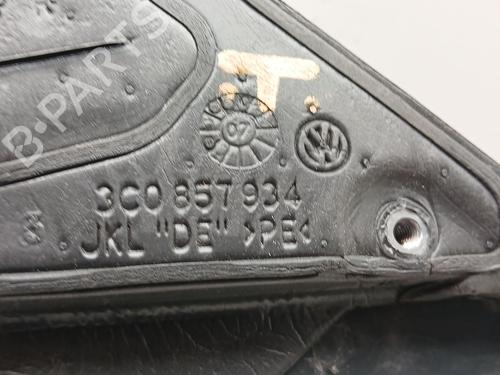 B-PARTS
T
07
3C0 857 934
JKL "DE" >PE<